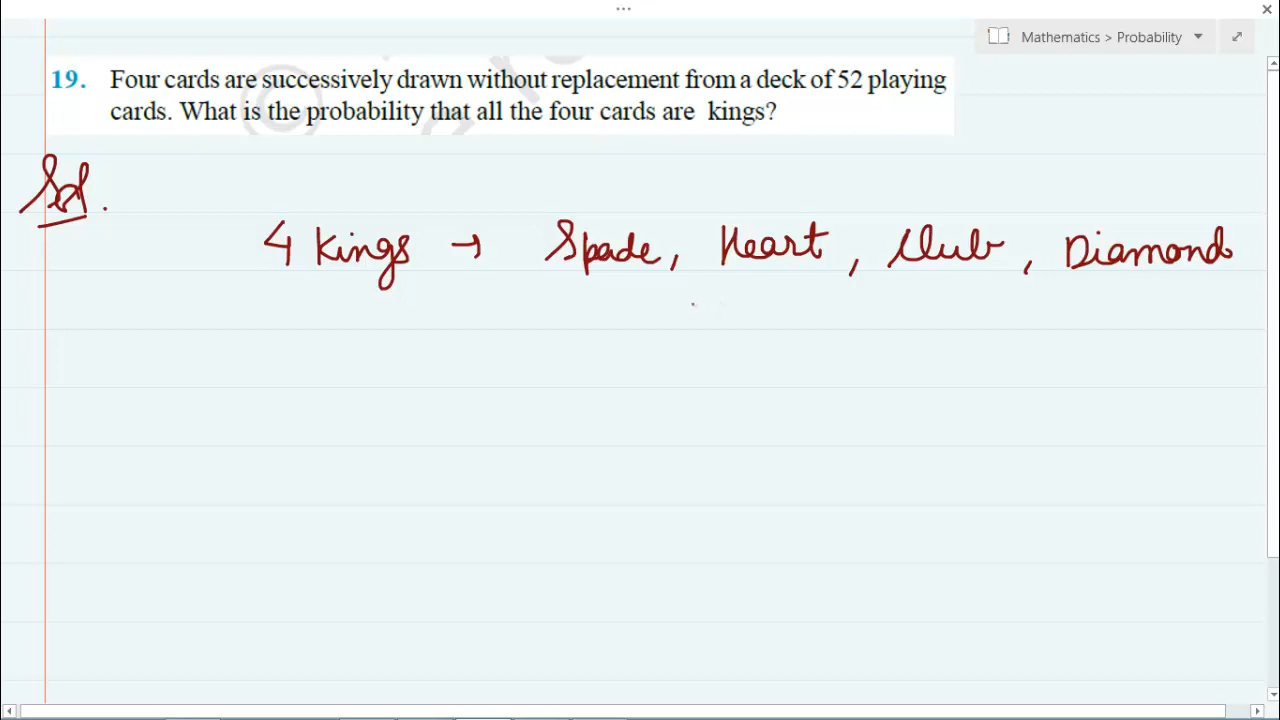 ...
Mathematics > Probability
19. Four cards are successively drawn without replacement from a deck of 52 playing
cards. What is the probability that all the four cards are kings?
Sol.
4 Kings → Spade, Heart, Club, Diamond